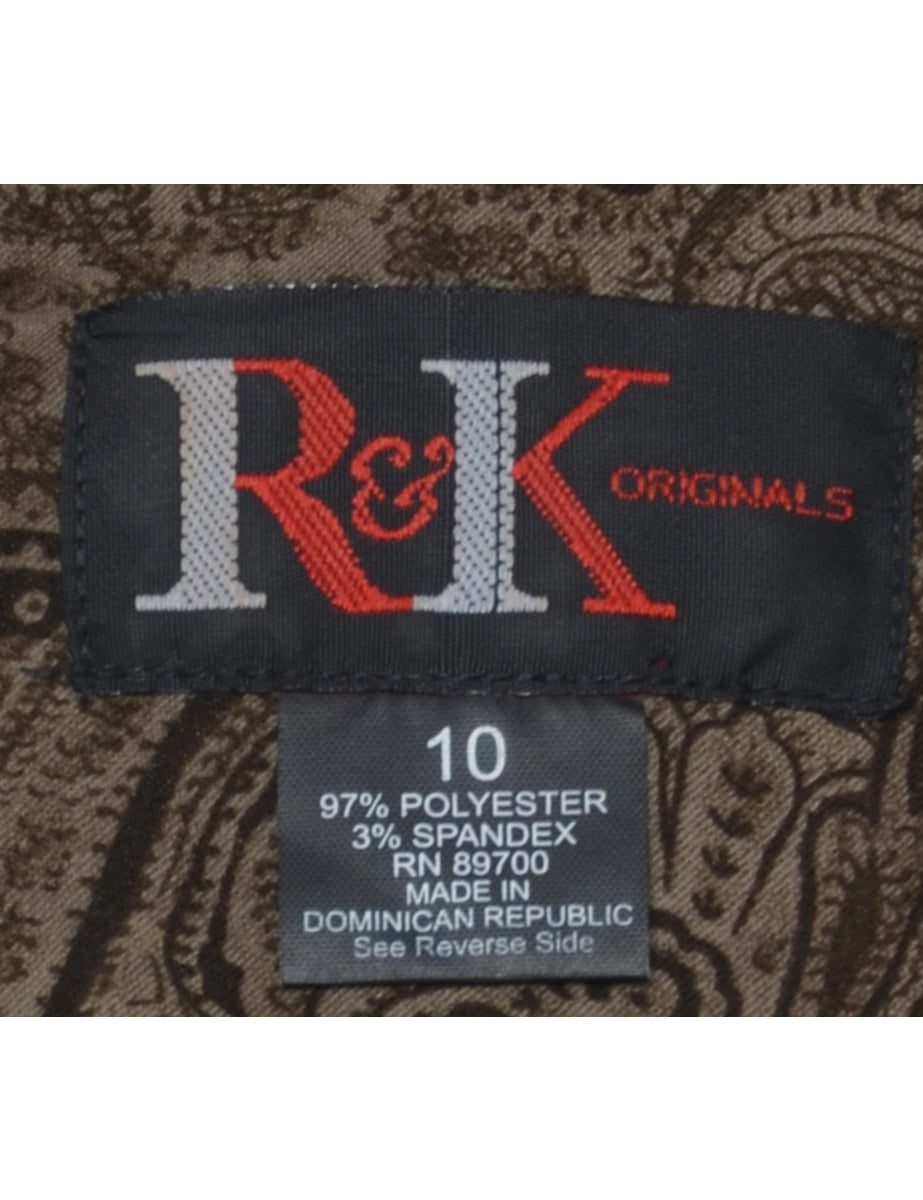 R&K ORIGINALS
10
97% POLYESTER
3% SPANDEX
RN 89700
MADE IN
DOMINICAN REPUBLIC
See Reverse Side